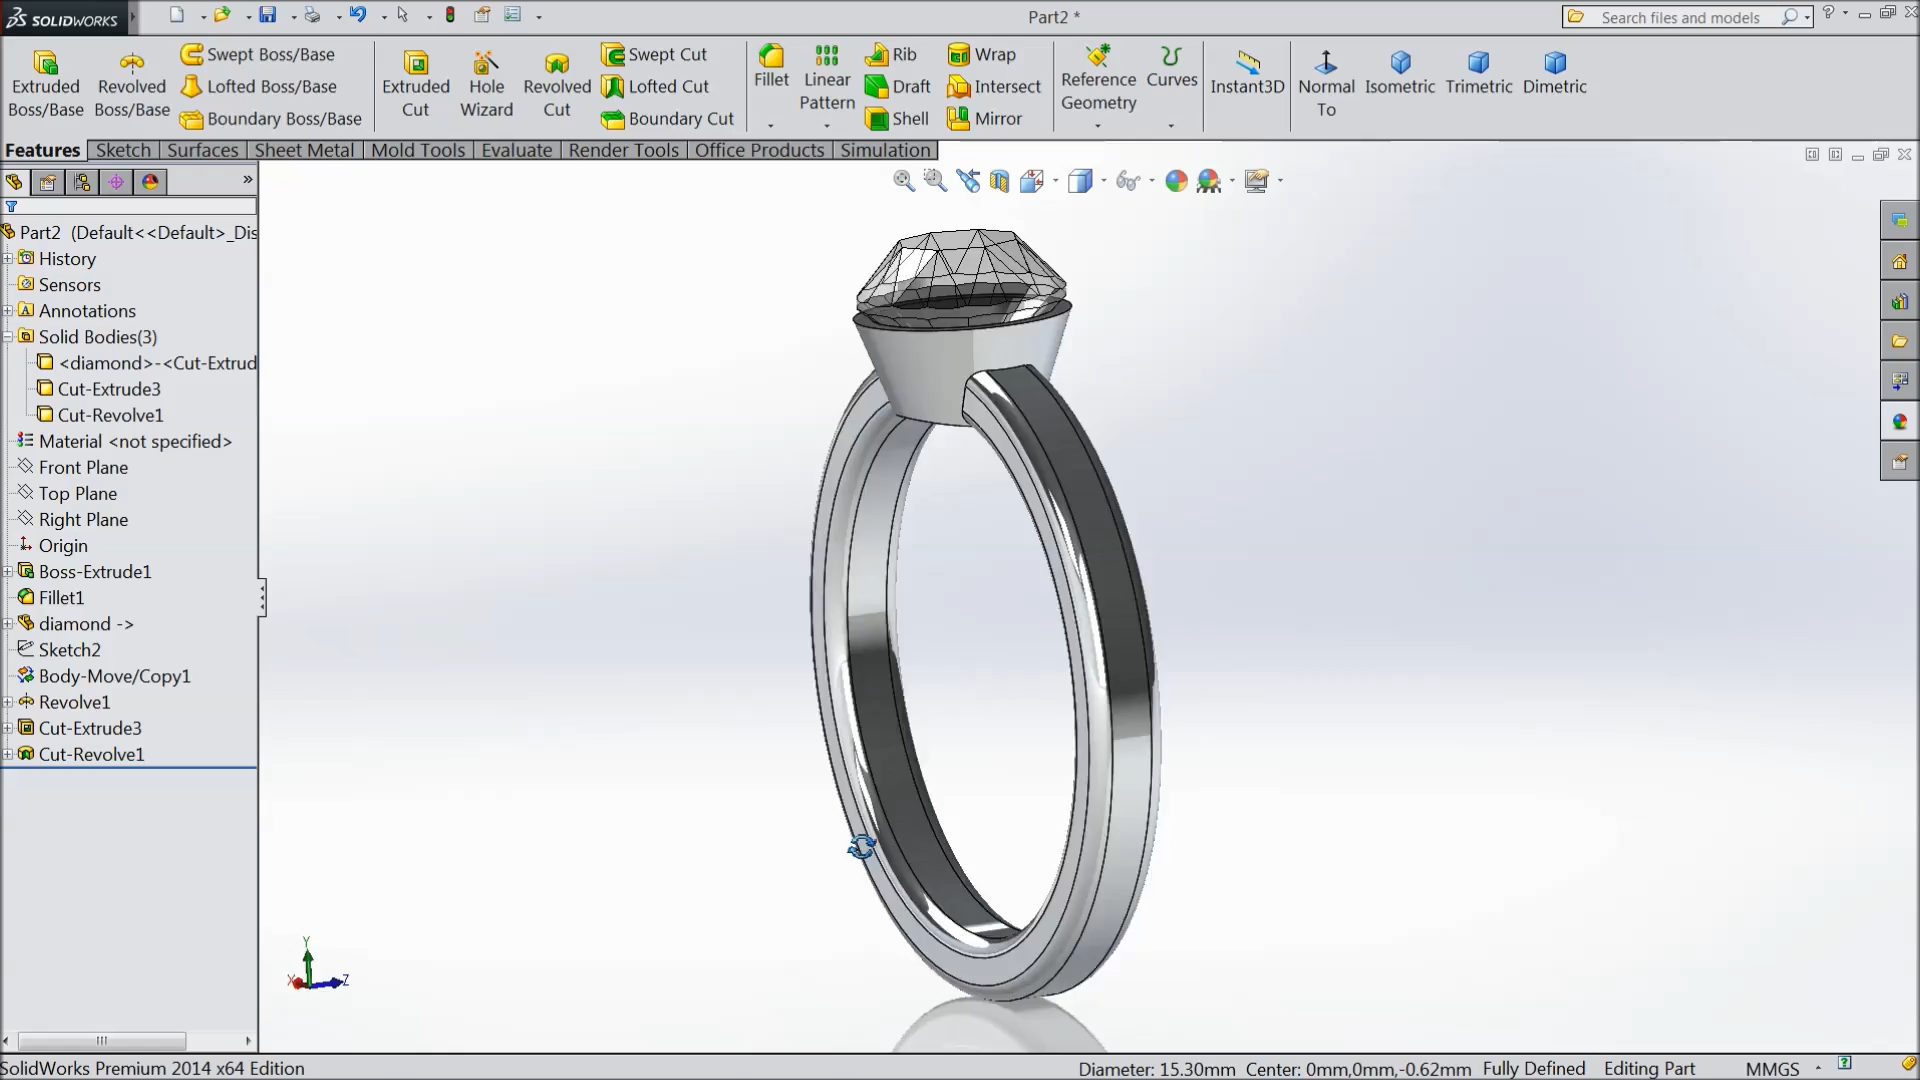 SOLIDWORKS
Part2 *
Search files and models
?
Extruded Boss/Base
Revolved Boss/Base
Swept Boss/Base
Lofted Boss/Base
Boundary Boss/Base
Extruded Cut
Hole Wizard
Revolved Cut
Swept Cut
Lofted Cut
Boundary Cut
Fillet
Linear Pattern
Rib
Draft
Shell
Wrap
Intersect
Mirror
Reference Geometry
Curves
Instant3D
Normal To
Isometric
Trimetric
Dimetric
Features
Sketch
Surfaces
Sheet Metal
Mold Tools
Evaluate
Render Tools
Office Products
Simulation
»
Part2 (Default<<Default>_Dis
History
Sensors
Annotations
Solid Bodies(3)
<diamond>-<Cut-Extrud
Cut-Extrude3
Cut-Revolve1
Material <not specified>
Front Plane
Top Plane
Right Plane
Origin
Boss-Extrude1
Fillet1
diamond ->
Sketch2
Body-Move/Copy1
Revolve1
Cut-Extrude3
Cut-Revolve1
Y
X
Z
SolidWorks Premium 2014 x64 Edition
Diameter: 15.30mm Center: 0mm,0mm,-0.62mm
Fully Defined
Editing Part
MMGS
?